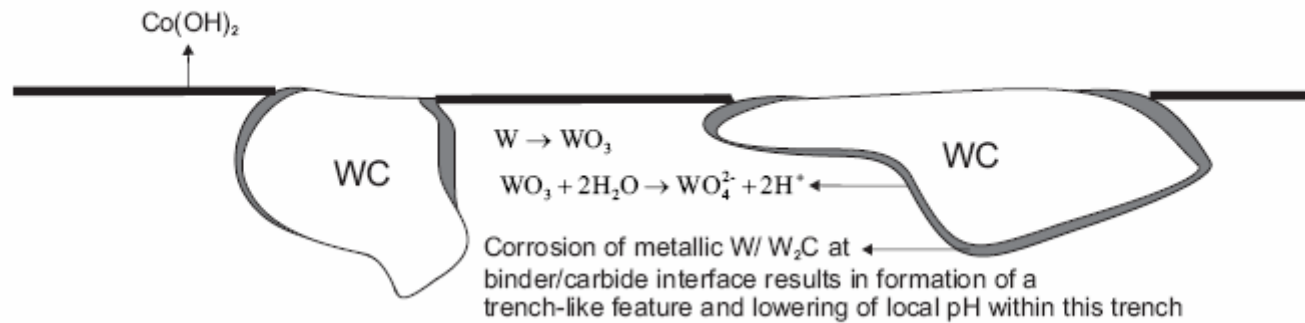 Co(OH)₂
WC
W → WO₃
WO₃ + 2H₂O → WO₄²⁻ + 2H⁺
WC
Corrosion of metallic W/ W₂C at
binder/carbide interface results in formation of a
trench-like feature and lowering of local pH within this trench